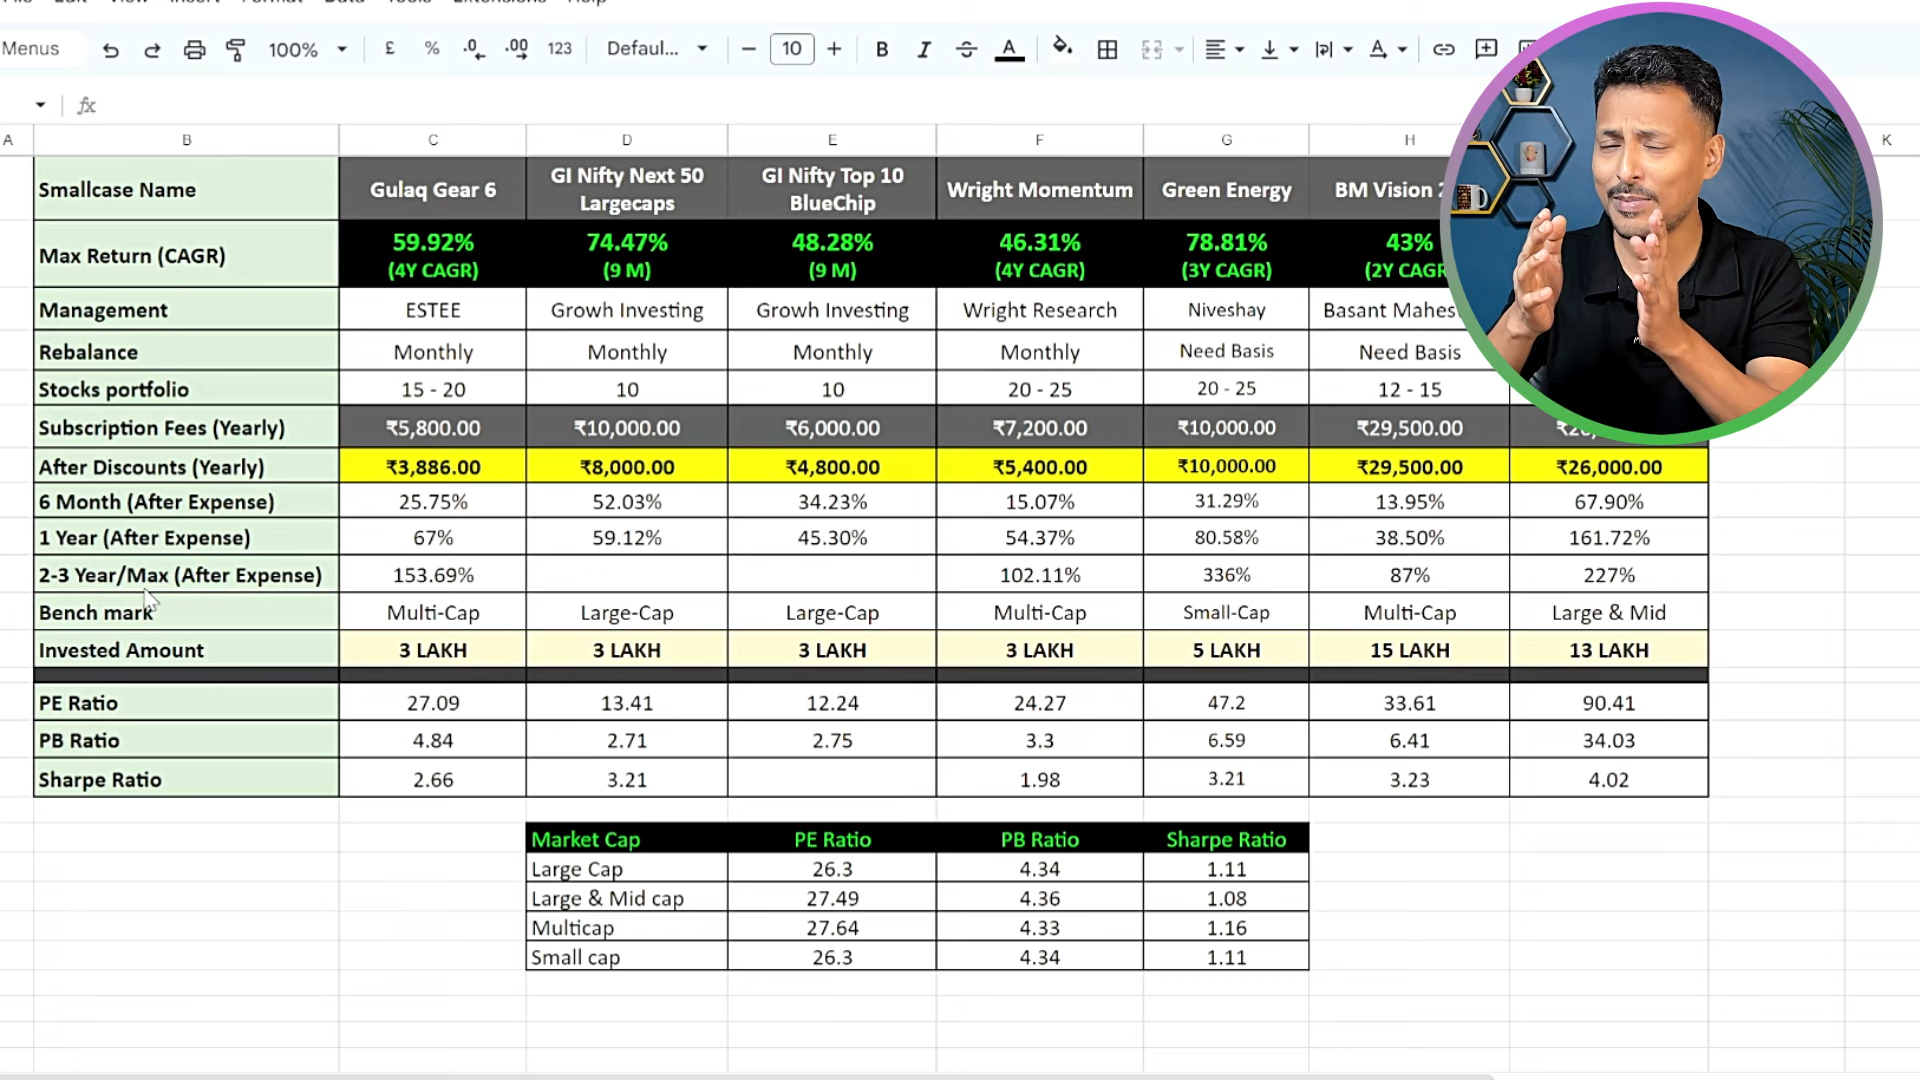 Menus 100% £ % .0 .00 123 Defaul... 10 B I A A
fx
A B C D E F G H K
Smallcase Name Gulaq Gear 6 GI Nifty Next 50 Largecaps GI Nifty Top 10 BlueChip Wright Momentum Green Energy BM Vision
Max Return (CAGR) 59.92% (4Y CAGR) 74.47% (9 M) 48.28% (9 M) 46.31% (4Y CAGR) 78.81% (3Y CAGR) 43% (2Y CAGR
Management ESTEE Growh Investing Growh Investing Wright Research Niveshay Basant Mahes
Rebalance Monthly Monthly Monthly Monthly Need Basis Need Basis
Stocks portfolio 15 - 20 10 10 20 - 25 20 - 25 12 - 15
Subscription Fees (Yearly) ₹5,800.00 ₹10,000.00 ₹6,000.00 ₹7,200.00 ₹10,000.00 ₹29,500.00
After Discounts (Yearly) ₹3,886.00 ₹8,000.00 ₹4,800.00 ₹5,400.00 ₹10,000.00 ₹29,500.00 ₹26,000.00
6 Month (After Expense) 25.75% 52.03% 34.23% 15.07% 31.29% 13.95% 67.90%
1 Year (After Expense) 67% 59.12% 45.30% 54.37% 80.58% 38.50% 161.72%
2-3 Year/Max (After Expense) 153.69% 102.11% 336% 87% 227%
Bench mark Multi-Cap Large-Cap Large-Cap Multi-Cap Small-Cap Multi-Cap Large & Mid
Invested Amount 3 LAKH 3 LAKH 3 LAKH 3 LAKH 5 LAKH 15 LAKH 13 LAKH
PE Ratio 27.09 13.41 12.24 24.27 47.2 33.61 90.41
PB Ratio 4.84 2.71 2.75 3.3 6.59 6.41 34.03
Sharpe Ratio 2.66 3.21 1.98 3.21 3.23 4.02
Market Cap PE Ratio PB Ratio Sharpe Ratio
Large Cap 26.3 4.34 1.11
Large & Mid cap 27.49 4.36 1.08
Multicap 27.64 4.33 1.16
Small cap 26.3 4.34 1.11